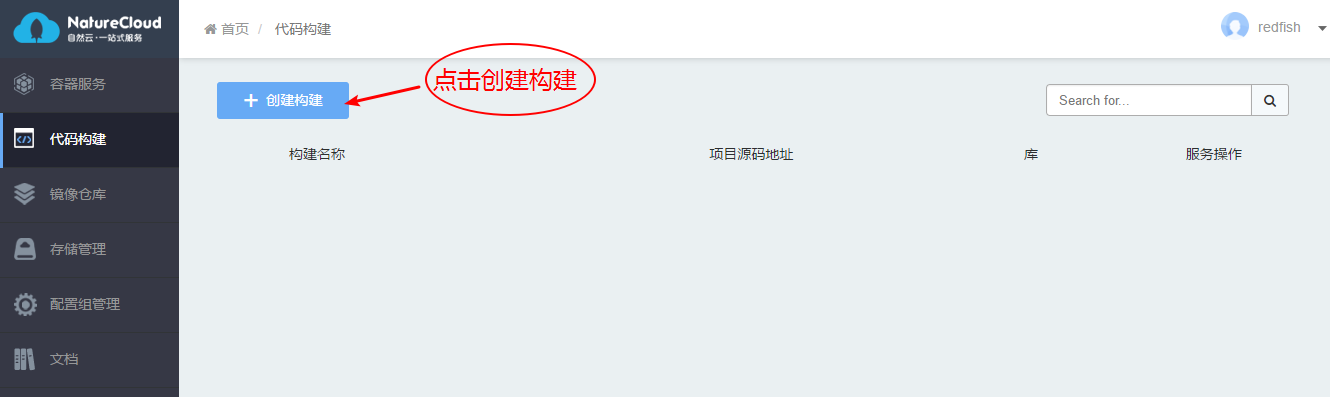 NatureCloud
自然云·一站式服务
首页 / 代码构建
redfish
容器服务
代码构建
镜像仓库
存储管理
配置组管理
文档
创建构建
点击创建构建
Search for...
构建名称 项目源码地址 库 服务操作